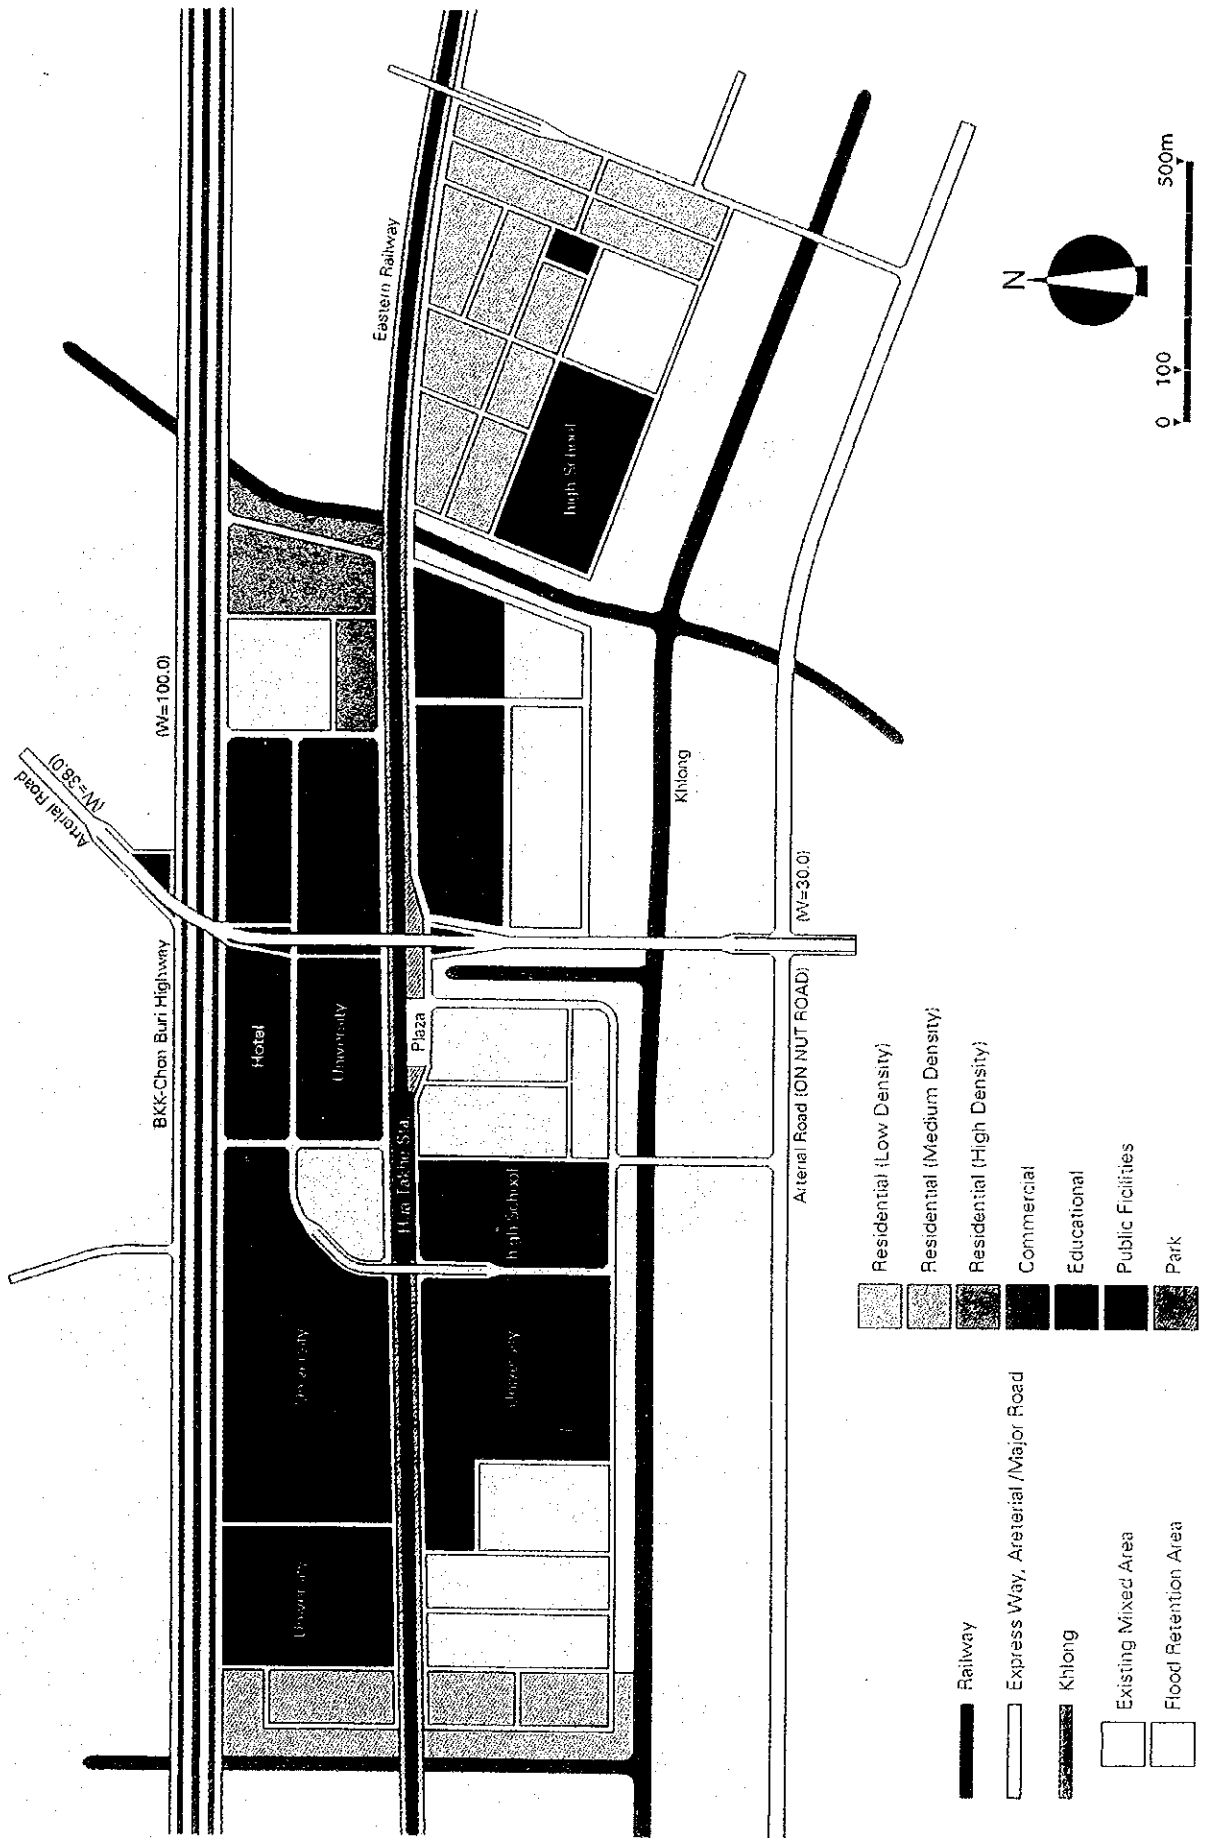 BKK-Chon Buri Highway
(W=100.0)
Arterial Road
(W=38.0)
Hotel
University
University
University
University
Eastern Railway
Hua Takhe Sta.
Plaza
high School
high School
Khlong
Arterial Road (ON NUT ROAD)
(W=30.0)
N
0
100
500m
Railway
Express Way, Areterial /Major Road
Khlong
Existing Mixed Area
Flood Retention Area
Residential (Low Density)
Residential (Medium Density)
Residential (High Density)
Commercial
Educational
Public Ficilities
Park